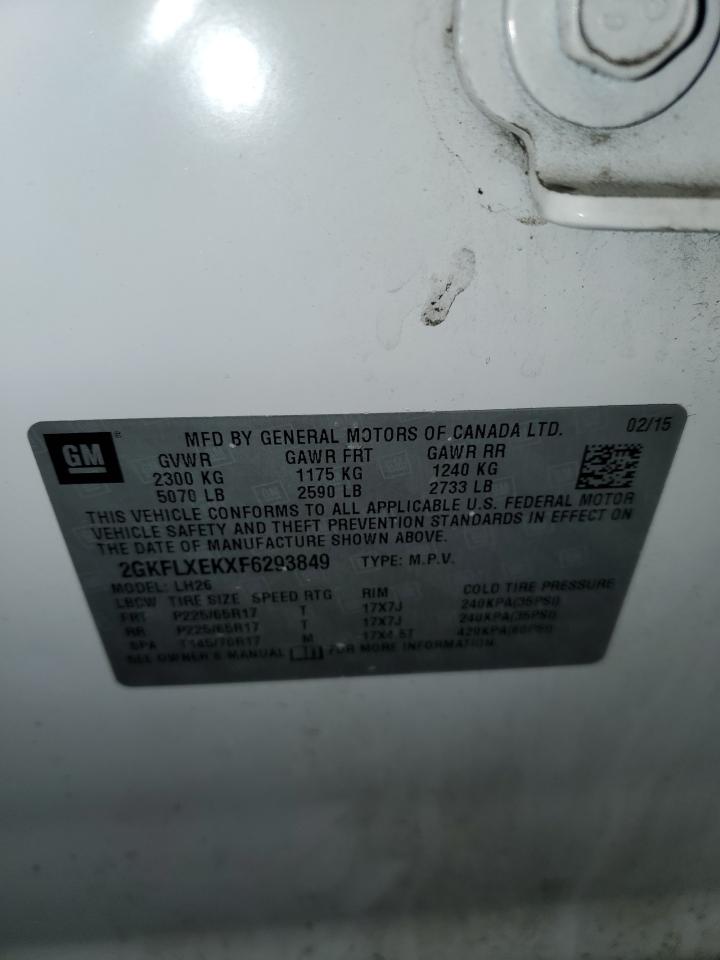 GM ®
MFD BY GENERAL MOTORS OF CANADA LTD. 02/15
GVWR GAWR FRT GAWR RR
2300 KG 1175 KG 1240 KG
5070 LB 2590 LB 2733 LB
THIS VEHICLE CONFORMS TO ALL APPLICABLE U.S. FEDERAL MOTOR
VEHICLE SAFETY AND THEFT PREVENTION STANDARDS IN EFFECT ON
THE DATE OF MANUFACTURE SHOWN ABOVE.
2GKFLXEKXF6293849 TYPE: M.P.V.
MODEL: LH26
LBCW TIRE SIZE SPEED RTG RIM COLD TIRE PRESSURE
FRT P225/65R17 T 17X7J 240KPA(35PSI)
RR P225/65R17 T 17X7J 240KPA(35PSI)
SPA T145/70R17 M 17X4.5T 420KPA(60PSI)
SEE OWNER'S MANUAL FOR MORE INFORMATION.